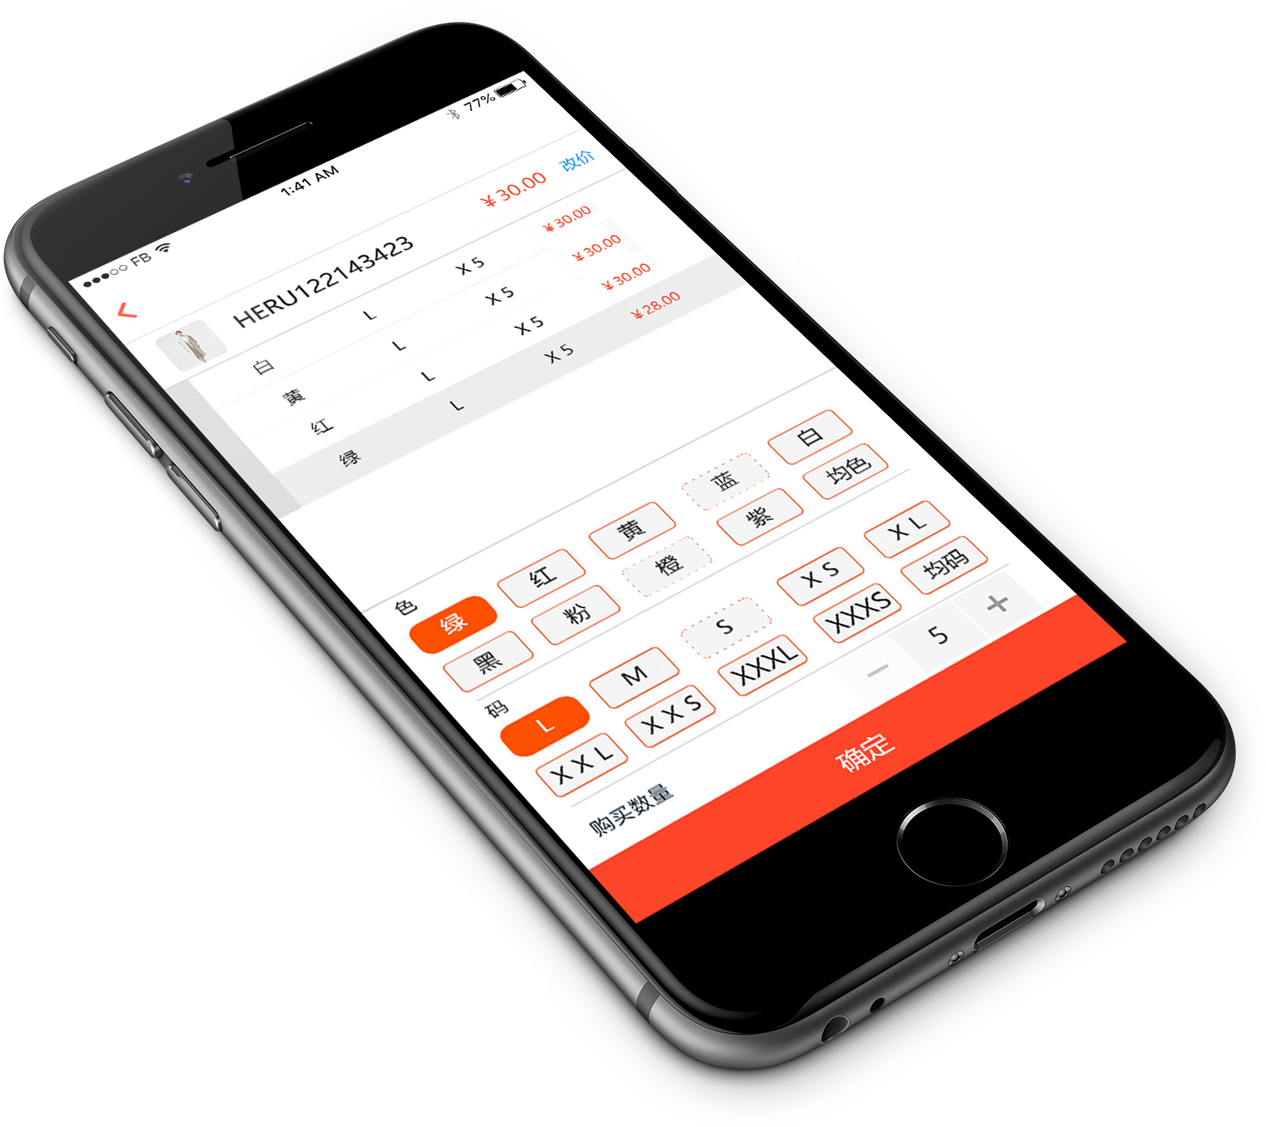 FB 1:41 AM 77%
HERU122143423 ¥30.00 改价
白 L X 5 ¥30.00
黄 L X 5 ¥30.00
红 L X 5 ¥30.00
绿 L X 5 ¥28.00
色
绿 红 黄 蓝 白
黑 粉 橙 紫 均色
码
L M S X S X L
X X L X X S XXXL XXXS 均码
购买数量 5
确定